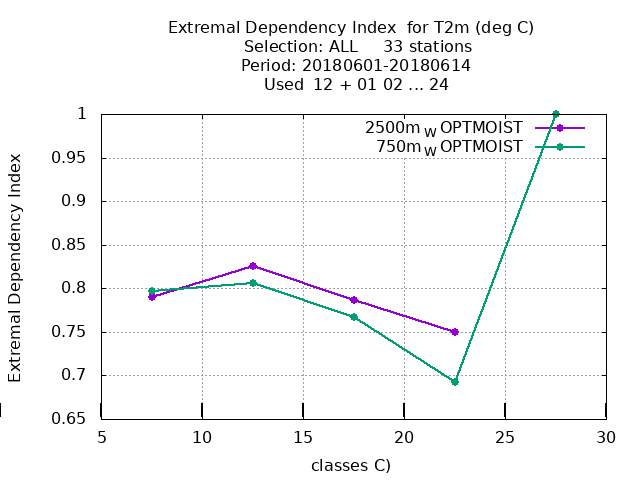 Extremal Dependency Index  for T2m (deg C)
Selection: ALL     33 stations
Period: 20180601-20180614
Used  12 + 01 02 ... 24
2500m W OPTMOIST
750m W OPTMOIST
1
0.95
0.9
0.85
0.8
0.75
0.7
0.65
Extremal Dependency Index
5 10 15 20 25 30
classes C)